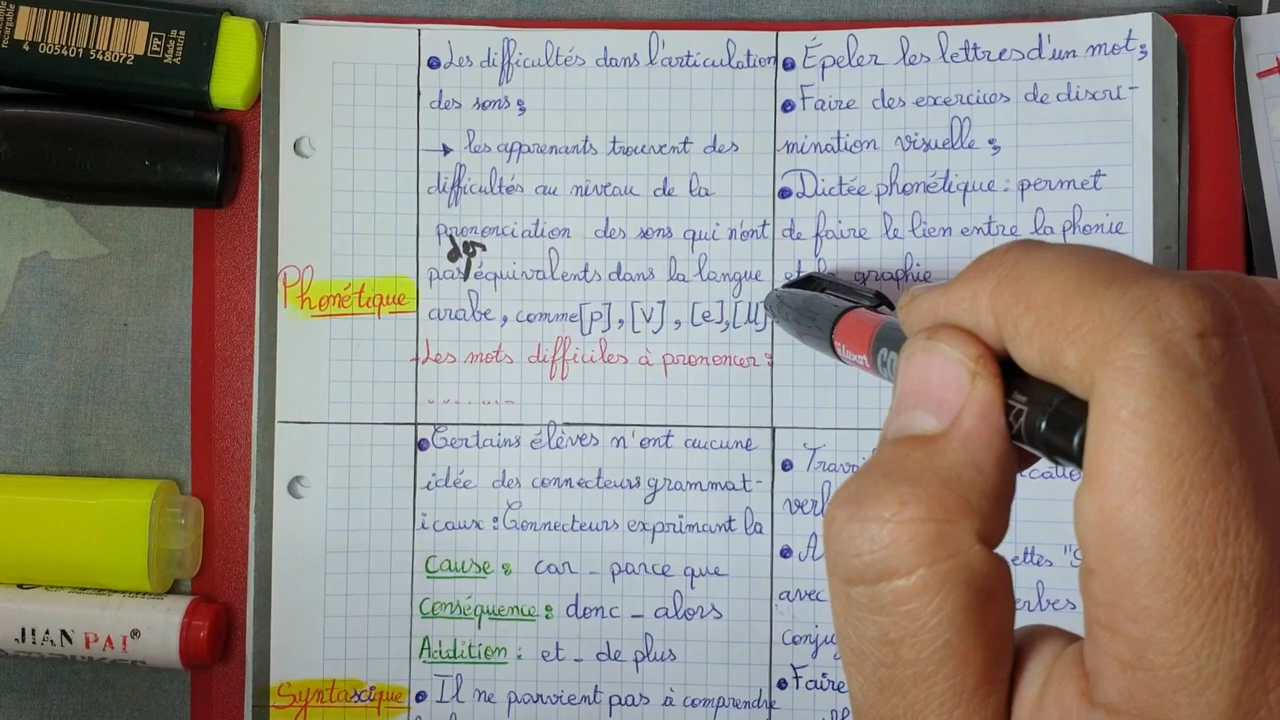 rechargeable
4 005401 548072
PP
Made in
Austria
Phonétique
• Les difficultés dans l'articulation
des sons ;
→ les apprenants trouvent des
difficultés au niveau de la
prononciation des sons qui n'ont
des
pas équivalents dans la langue
arabe, comme [p], [V], [e], [U]
Les mots difficiles à prononcer :
........
• Épeler les lettres d'un mot ;
• Faire des exercices de discri-
mination visuelle ;
• Dictée phonétique : permet
de faire le lien entre la phonie
et la graphie
JIAN PAI®
Syntaxique
• Certains élèves n'ont aucune
idée des connecteurs grammat-
icaux : Connecteurs exprimant la
Cause : car - parce que
Conséquence : donc - alors
Addition : et - de plus
• Il ne parvient pas à comprendre
avec
conju
• Faire